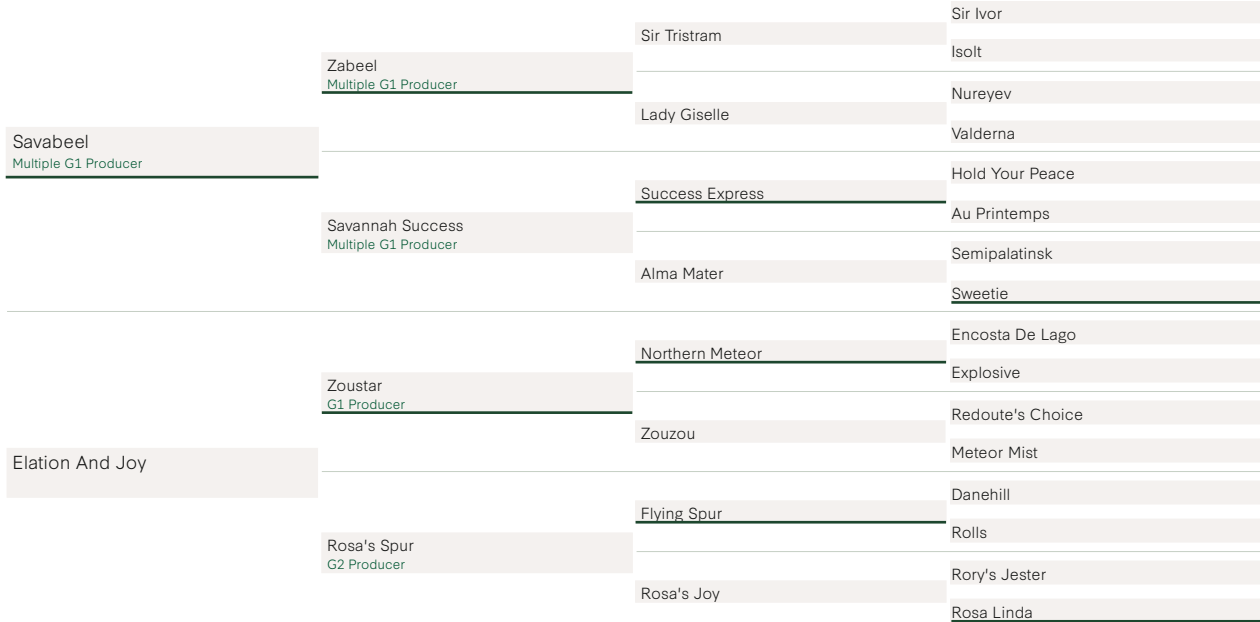 Savabeel
Multiple G1 Producer
Elation And Joy
Zabeel
Multiple G1 Producer
Savannah Success
Multiple G1 Producer
Zoustar
G1 Producer
Rosa's Spur
G2 Producer
Sir Tristram
Lady Giselle
Success Express
Alma Mater
Northern Meteor
Zouzou
Flying Spur
Rosa's Joy
Sir Ivor
Isolt
Nureyev
Valderna
Hold Your Peace
Au Printemps
Semipalatinsk
Sweetie
Encosta De Lago
Explosive
Redoute's Choice
Meteor Mist
Danehill
Rolls
Rory's Jester
Rosa Linda